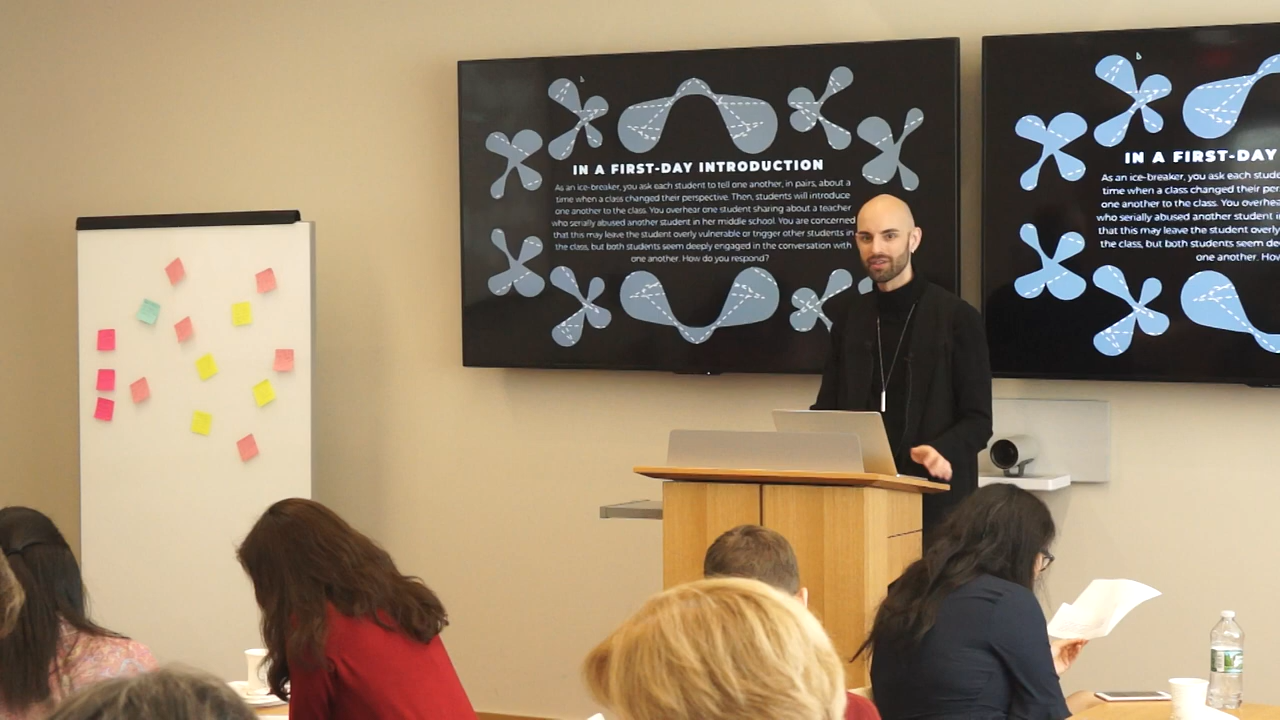 IN A FIRST-DAY INTRODUCTION
As an ice-breaker, you ask each student to tell one another, in pairs, about a
time when a class changed their perspective. Then, students will introduce
one another to the class. You overhear one student sharing about a teacher
who serially abused another student in her middle school. You are concerned
that this may leave the student overly vulnerable or trigger other students in
the class, but both students seem deeply engaged in the conversation with
one another. How do you respond?
IN A FIRST-DAY
As an ice-breaker, you ask each stude
time when a class changed their per
one another to the class. You overhea
who serially abused another student i
that this may leave the student overly
the class, but both students seem de
one another. How